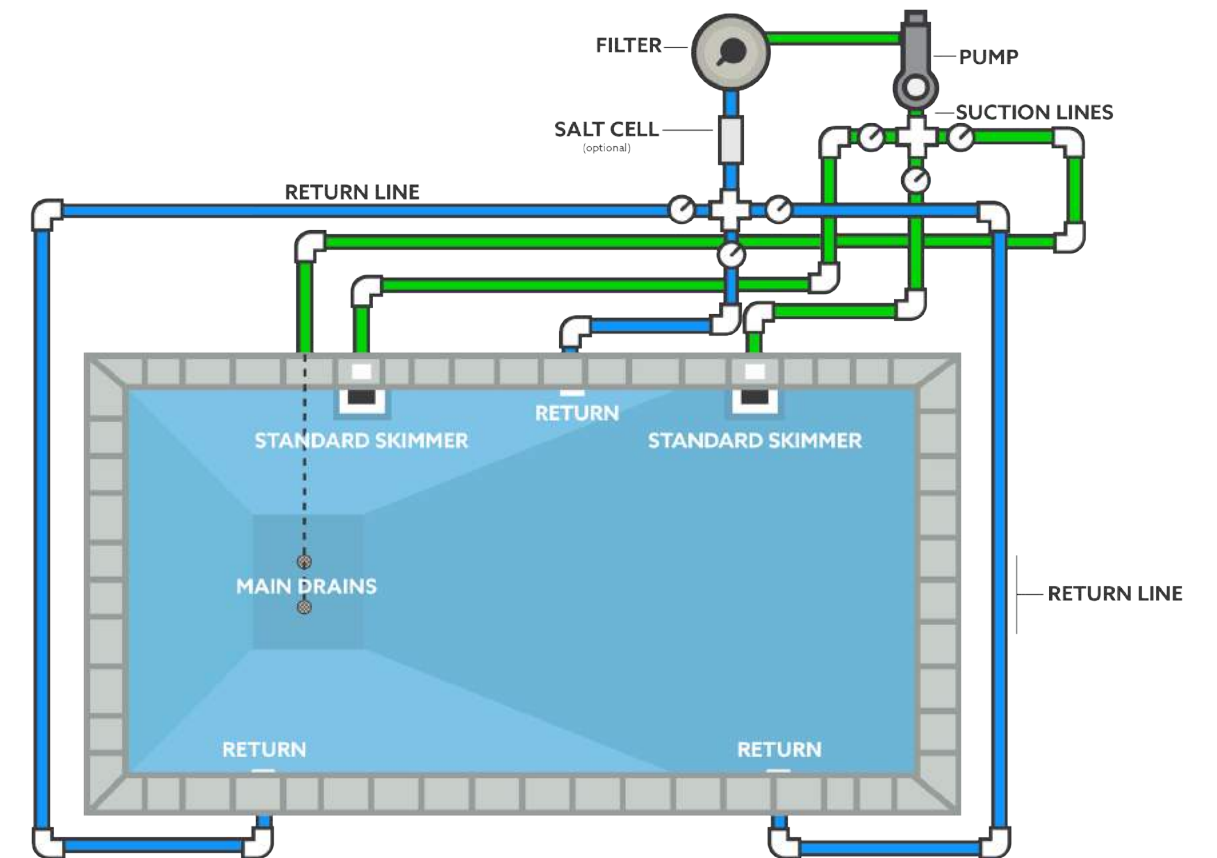 FILTER
PUMP
SUCTION LINES
SALT CELL
(optional)
RETURN LINE
RETURN
STANDARD SKIMMER
STANDARD SKIMMER
MAIN DRAINS
RETURN LINE
RETURN
RETURN